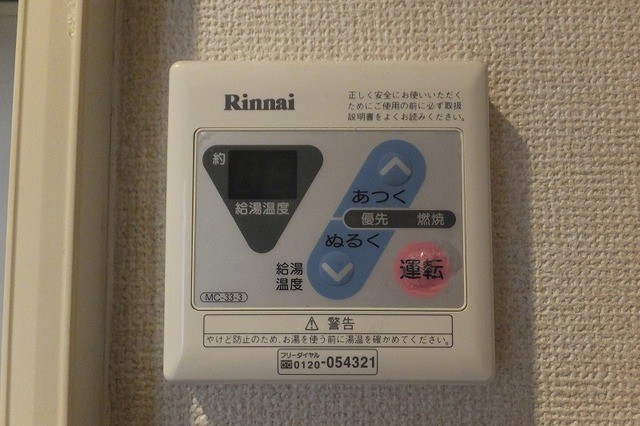 Rinnai
正しく安全にお使いいただく
ためにご使用の前に必ず取扱
説明書をよくお読みください。
約
給湯温度
あつく
優先 燃焼
ぬるく
給湯
温度
運転
MC-33-3
警告
やけど防止のため、お湯を使う前に湯温を確かめてください。
フリーダイヤル
0120-054321